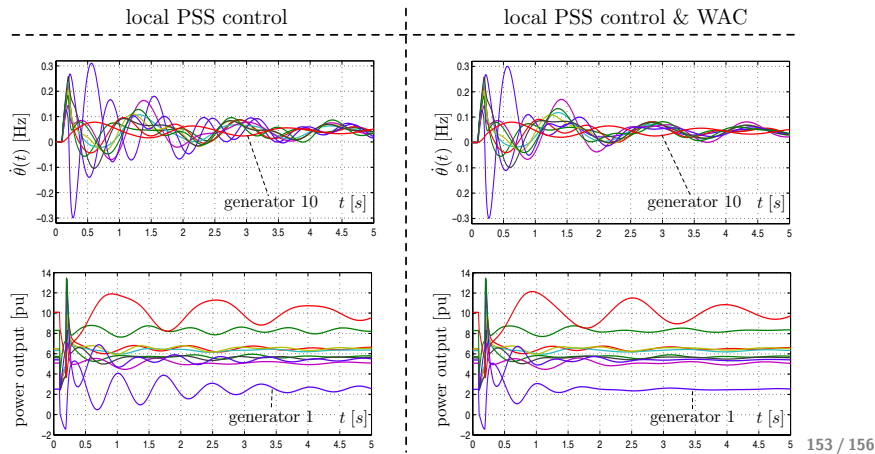 local PSS control
local PSS control & WAC
θ̇(t) [Hz]
0.3
0.2
0.1
0
−0.1
−0.2
−0.3
generator 10
t [s]
0 0.5 1 1.5 2 2.5 3 3.5 4 4.5 5
θ̇(t) [Hz]
0.3
0.2
0.1
0
−0.1
−0.2
−0.3
generator 10
t [s]
0 0.5 1 1.5 2 2.5 3 3.5 4 4.5 5
power output [pu]
14
12
10
8
6
4
2
0
−2
generator 1
t [s]
0 0.5 1 1.5 2 2.5 3 3.5 4 4.5 5
power output [pu]
14
12
10
8
6
4
2
0
−2
generator 1
t [s]
0 0.5 1 1.5 2 2.5 3 3.5 4 4.5 5
153 / 156